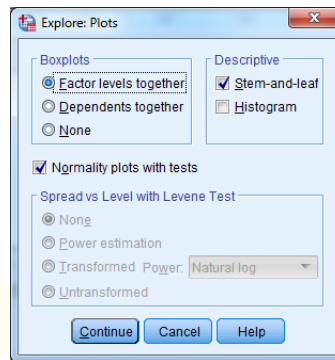 Explore: Plots
Boxplots
Factor levels together
Dependents together
None
Descriptive
Stem-and-leaf
Histogram
Normality plots with tests
Spread vs Level with Levene Test
None
Power estimation
Transformed Power: Natural log
Untransformed
Continue Cancel Help